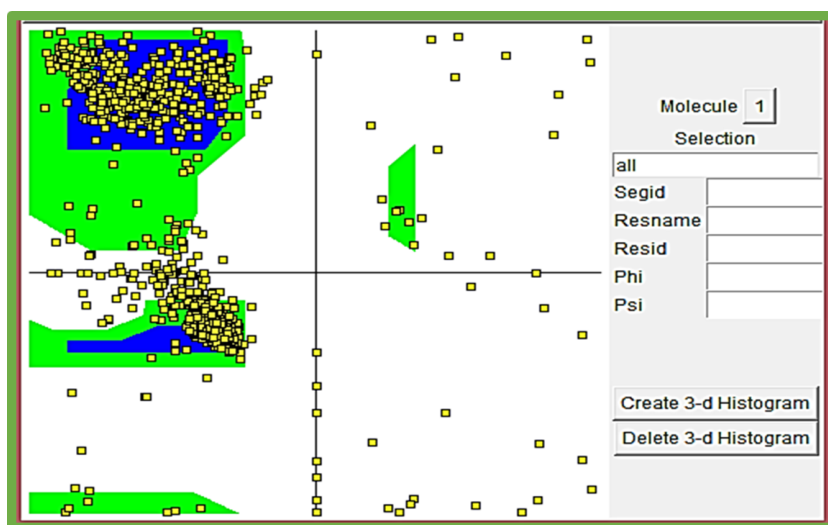 Molecule 1
Selection
all
Segid
Resname
Resid
Phi
Psi
Create 3-d Histogram
Delete 3-d Histogram